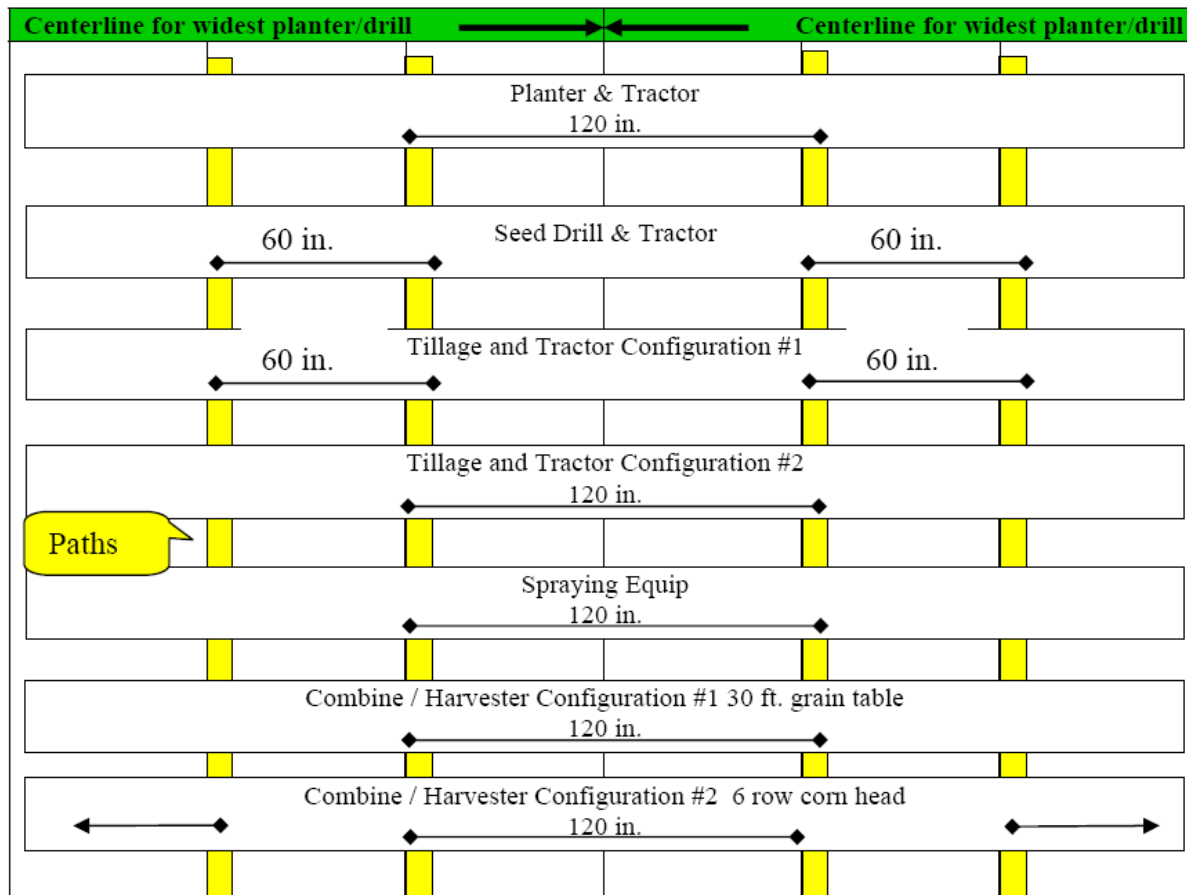 Centerline for widest planter/drill Centerline for widest planter/drill
Planter & Tractor
120 in.
Seed Drill & Tractor
60 in. 60 in.
Tillage and Tractor Configuration #1
60 in. 60 in.
Tillage and Tractor Configuration #2
120 in.
Paths
Spraying Equip
120 in.
Combine / Harvester Configuration #1 30 ft. grain table
120 in.
Combine / Harvester Configuration #2 6 row corn head
120 in.